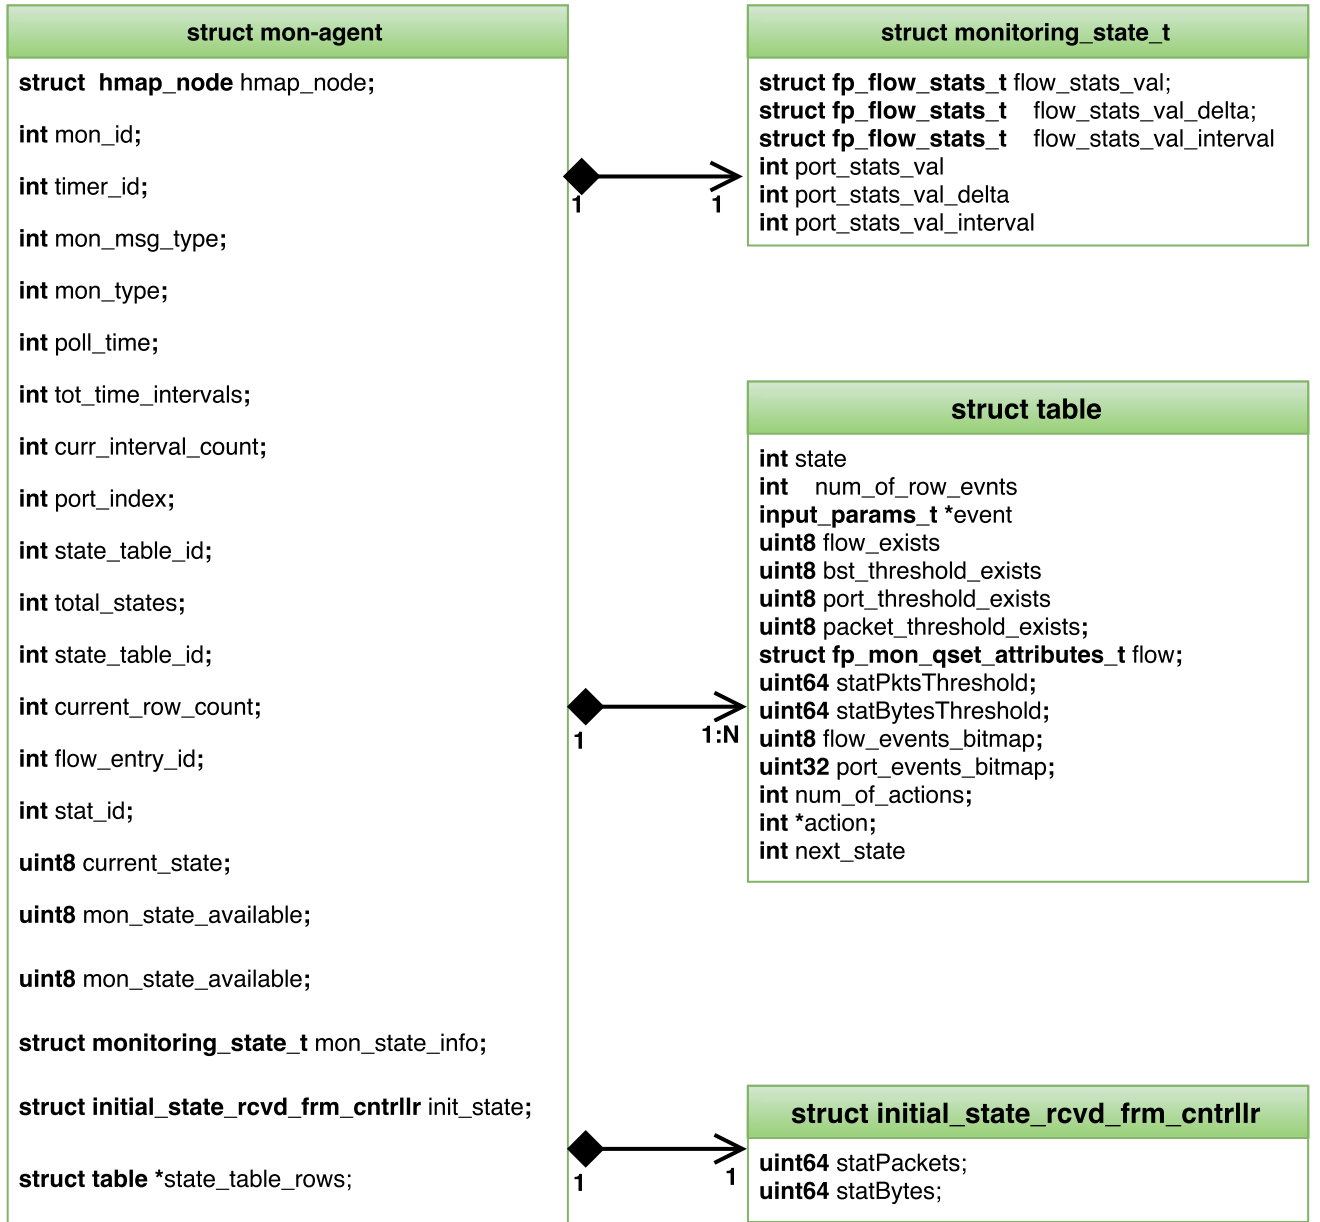 struct mon-agent
struct hmap_node hmap_node;
int mon_id;
int timer_id;
int mon_msg_type;
int mon_type;
int poll_time;
int tot_time_intervals;
int curr_interval_count;
int port_index;
int state_table_id;
int total_states;
int state_table_id;
int current_row_count;
int flow_entry_id;
int stat_id;
uint8 current_state;
uint8 mon_state_available;
uint8 mon_state_available;
struct monitoring_state_t mon_state_info;
struct initial_state_rcvd_frm_cntrllr init_state;
struct table *state_table_rows;
1
1
struct monitoring_state_t
struct fp_flow_stats_t flow_stats_val;
struct fp_flow_stats_t flow_stats_val_delta;
struct fp_flow_stats_t flow_stats_val_interval
int port_stats_val
int port_stats_val_delta
int port_stats_val_interval
1
1:N
struct table
int state
int num_of_row_evnts
input_params_t *event
uint8 flow_exists
uint8 bst_threshold_exists
uint8 port_threshold_exists
uint8 packet_threshold_exists;
struct fp_mon_qset_attributes_t flow;
uint64 statPktsThreshold;
uint64 statBytesThreshold;
uint8 flow_events_bitmap;
uint32 port_events_bitmap;
int num_of_actions;
int *action;
int next_state
1
1
struct initial_state_rcvd_frm_cntrllr
uint64 statPackets;
uint64 statBytes;